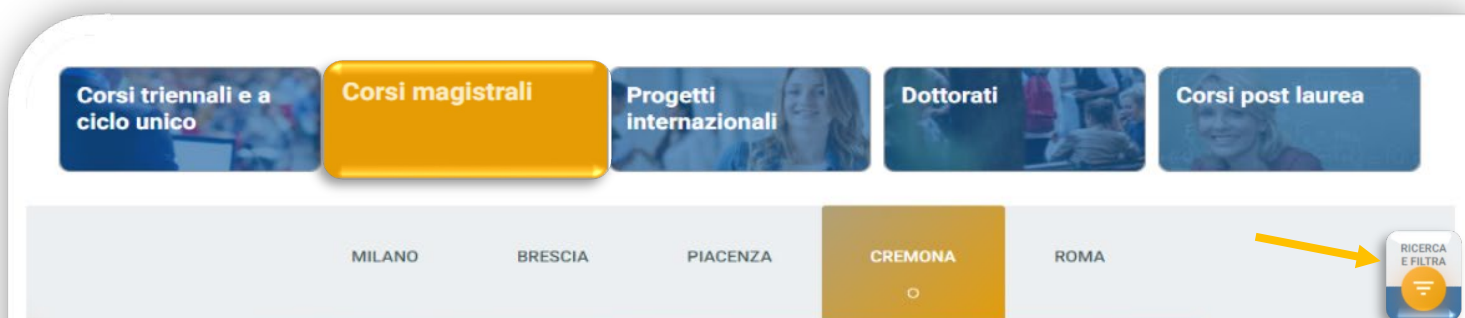 Corsi triennali e a
ciclo unico
Corsi magistrali
Progetti
internazionali
Dottorati
Corsi post laurea
MILANO
BRESCIA
PIACENZA
CREMONA
ROMA
RICERCA
E FILTRA